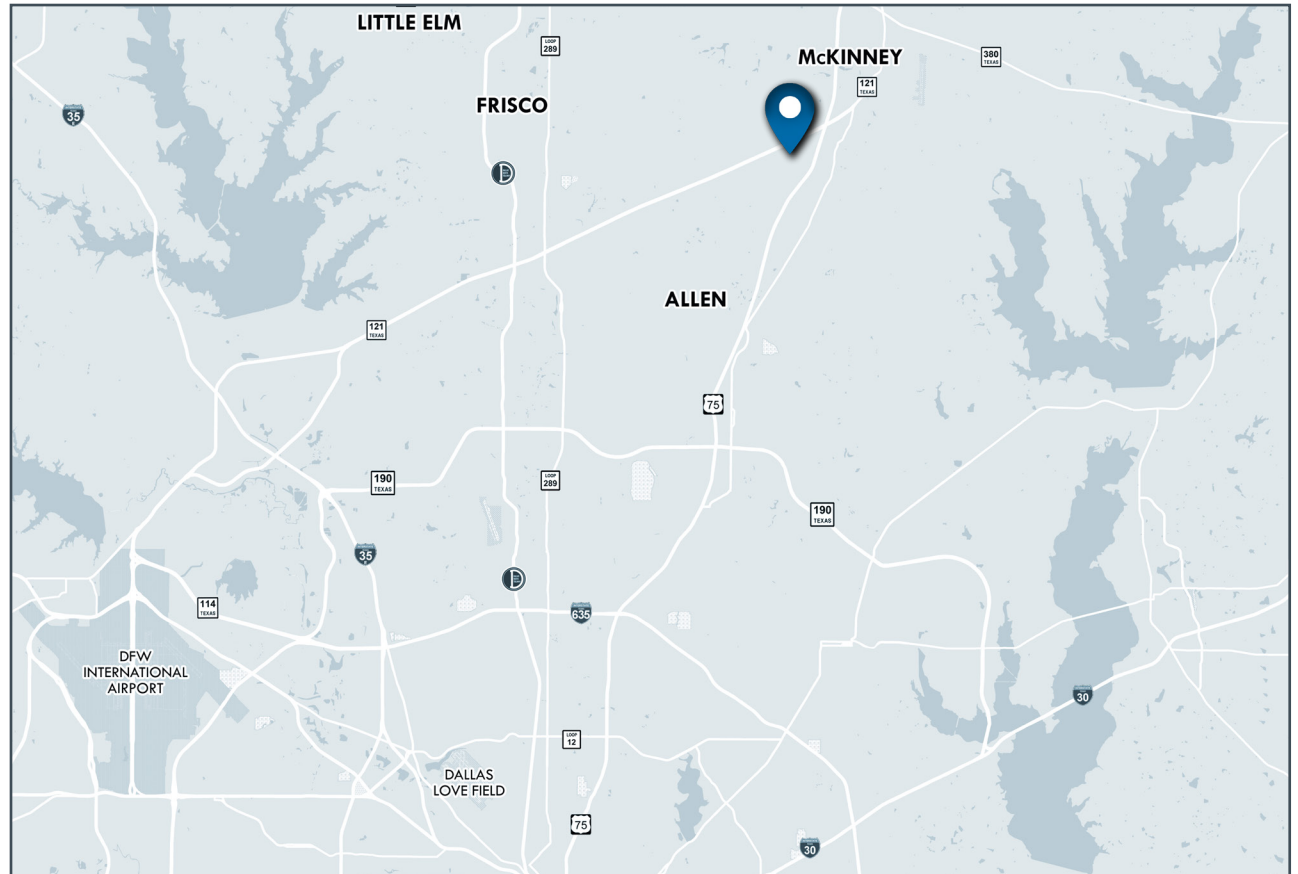 LITTLE ELM
LOOP
289
McKINNEY
380
TEXAS
121
TEXAS
FRISCO
35
ALLEN
121
TEXAS
75
190
TEXAS
LOOP
289
190
TEXAS
35
114
TEXAS
635
DFW
INTERNATIONAL
AIRPORT
30
LOOP
12
DALLAS
LOVE FIELD
75
30